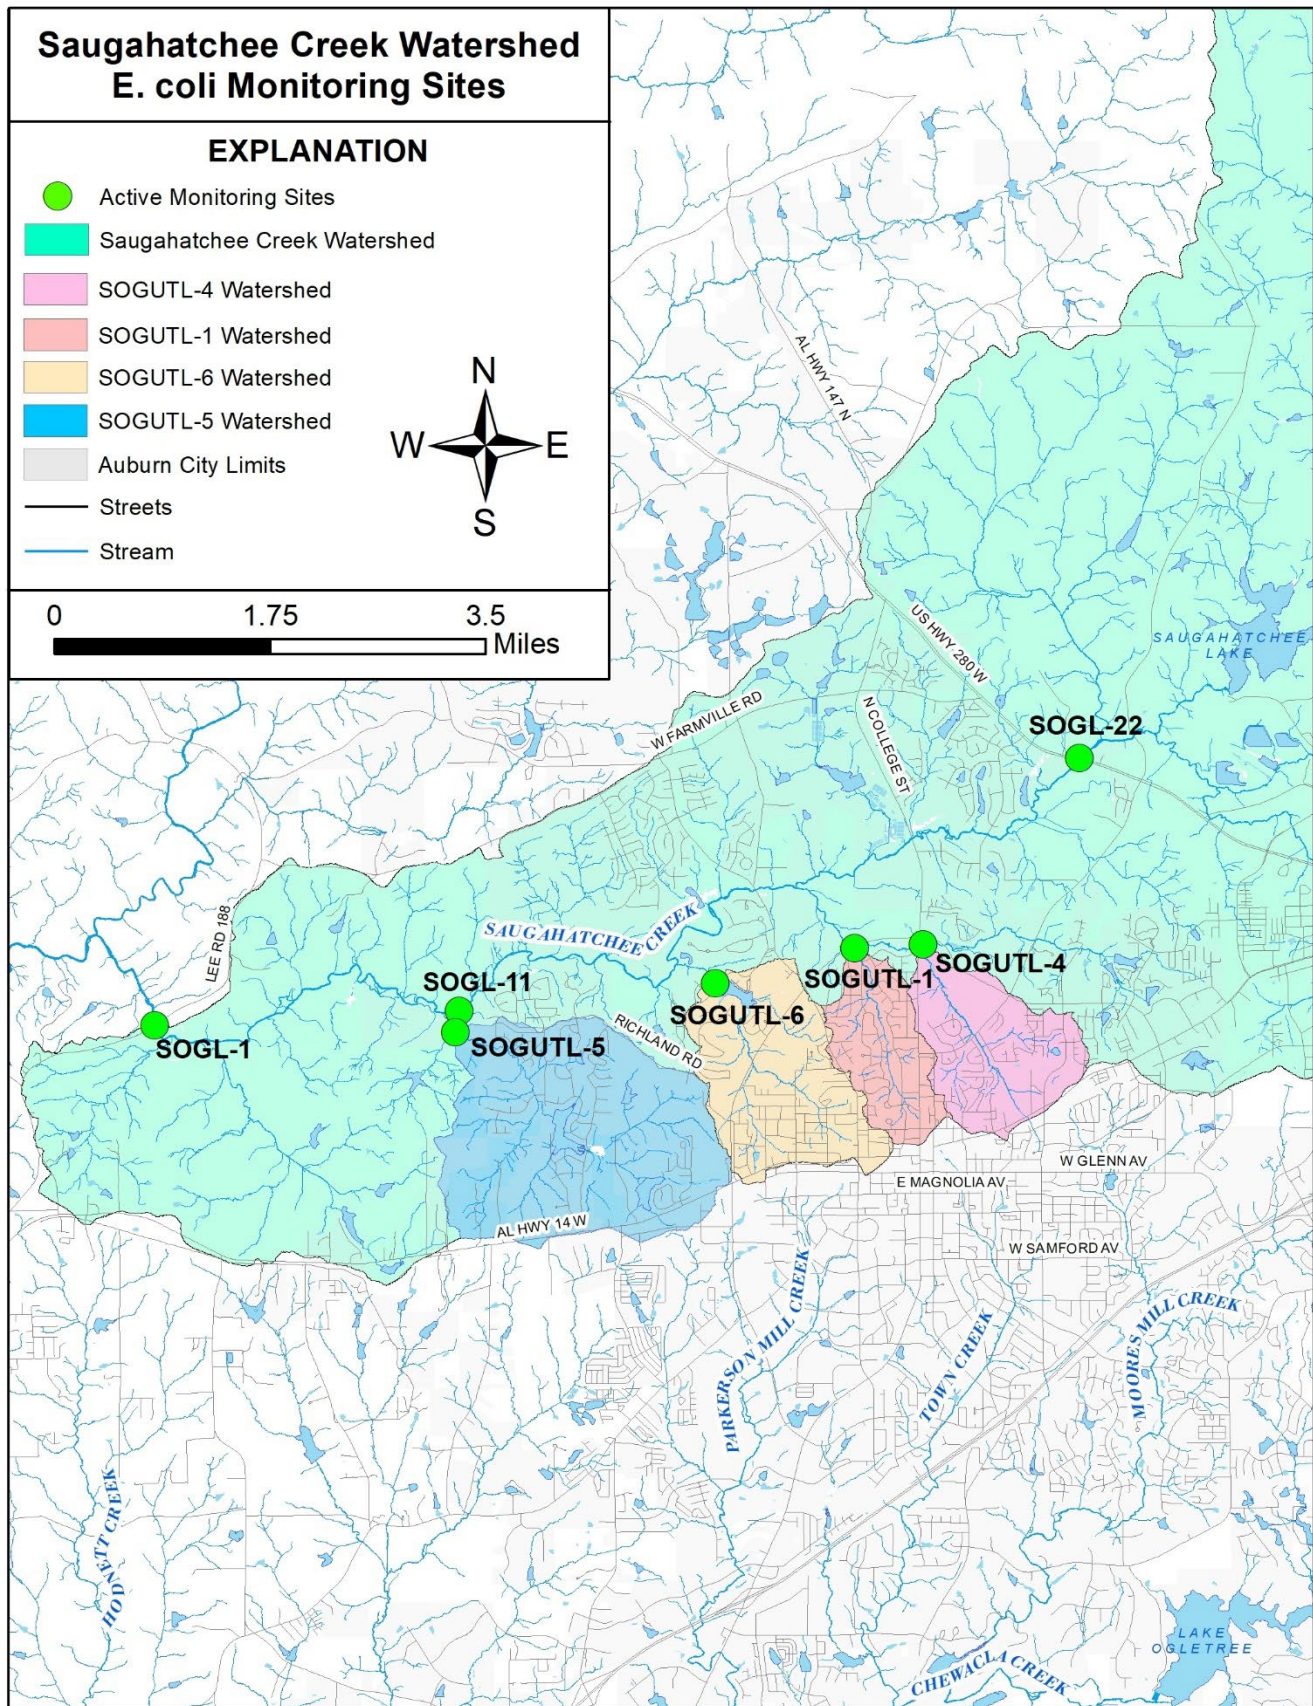 Saugahatchee Creek Watershed
E. coli Monitoring Sites
EXPLANATION
Active Monitoring Sites
Saugahatchee Creek Watershed
SOGUTL-4 Watershed
SOGUTL-1 Watershed
SOGUTL-6 Watershed
SOGUTL-5 Watershed
Auburn City Limits
Streets
Stream
N
W E
S
0 1.75 3.5
Miles
AL HWY 147 N
US HWY 280 W
SAUGAHATCHEE
LAKE
W FARMVILLE RD
N COLLEGE ST
SOGL-22
SAUGAHATCHEE CREEK
LEE RD 188
SOGL-11
SOGUTL-1
SOGUTL-4
SOGUTL-6
RICHLAND RD
SOGL-1
SOGUTL-5
W GLENN AV
E MAGNOLIA AV
AL HWY 14 W
W SAMFORD AV
PARKERSON MILL CREEK
TOWN CREEK
MOORES MILL CREEK
HODNETT CREEK
LAKE
OGLETREE
CHEWACLA CREEK